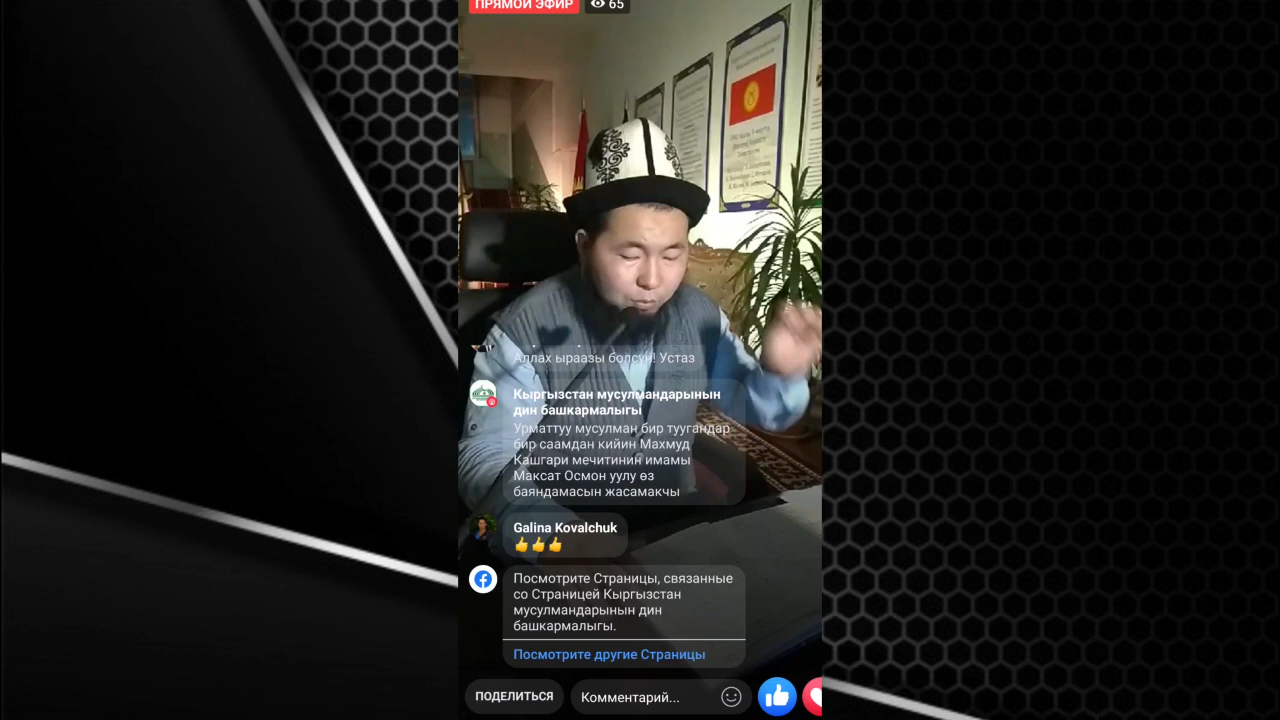 ПРЯМОЙ ЭФИР
65
Аллах ыраазы болсун! Устаз
Кыргызстан мусулмандарынын
дин башкармалыгы
Урматтуу мусулман бир туугандар
бир саамдан кийин Махмуд
Кашгари мечитинин имамы
Максат Осмон уулу өз
баяндамасын жасамакчы
Galina Kovalchuk
Посмотрите Страницы, связанные
со Страницей Кыргызстан
мусулмандарынын дин
башкармалыгы.
Посмотрите другие Страницы
ПОДЕЛИТЬСЯ
Комментарий...